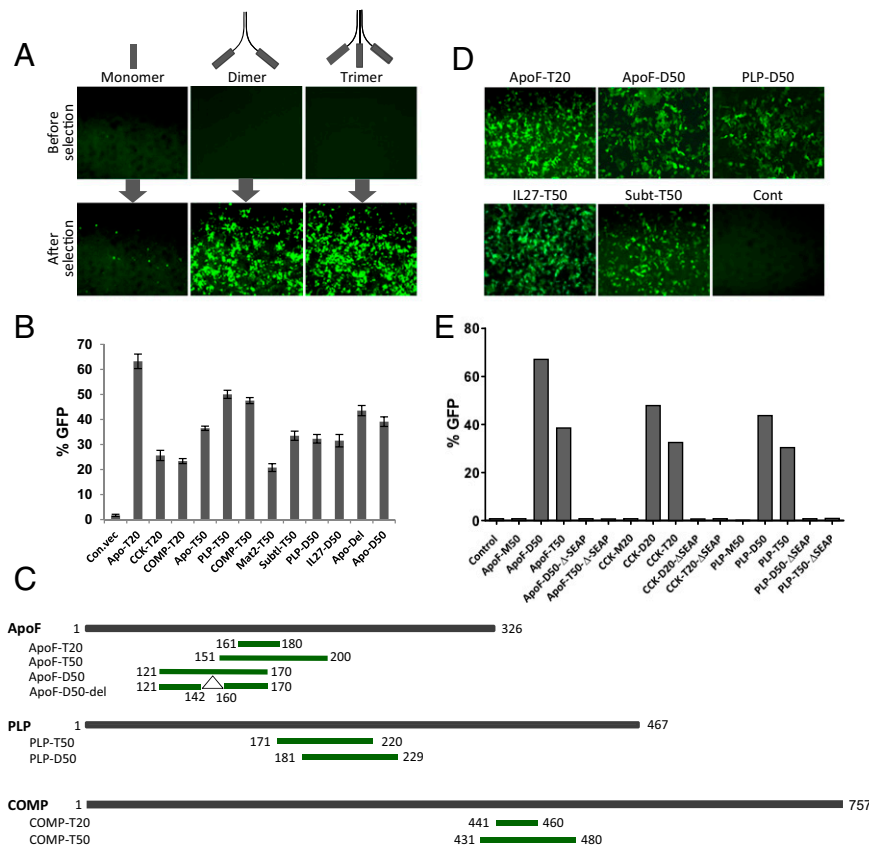 A
Monomer
Dimer
Trimer
Before
selection
After
selection
D
ApoF-T20
ApoF-D50
PLP-D50
IL27-T50
Subt-T50
Cont
B
% GFP
70
60
50
40
30
20
10
0
Con.vec
Apo-T20
CCK-T20
COMP-T20
Apo-T50
PLP-T50
COMP-T50
Mat2-T50
Subtl-T50
PLP-D50
IL27-D50
Apo-Del
Apo-D50
E
% GFP
80
60
40
20
0
Control
ApoF-M50
ApoF-D50
ApoF-T50
ApoF-D50-Δ-SEAP
ApoF-T50-Δ-SEAP
CCK-M20
CCK-D20
CCK-T20
CCK-D20-ΔSEAP
CCK-T20-ΔSEAP
PLP-M50
PLP-D50
PLP-T50
PLP-D50-ΔSEAP
PLP-T50-ΔSEAP
C
ApoF 1 326
ApoF-T20 161 180
ApoF-T50 151 200
ApoF-D50 121 170
ApoF-D50-del 121 142 160 170
PLP 1 467
PLP-T50 171 220
PLP-D50 181 229
COMP 1 757
COMP-T20 441 460
COMP-T50 431 480